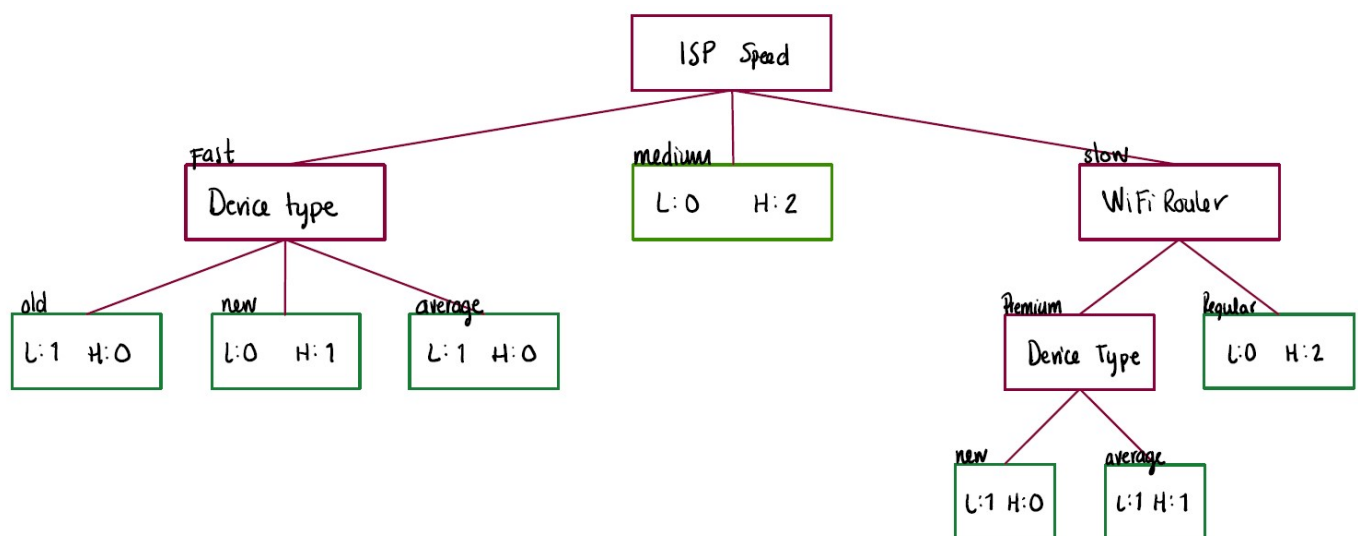 ISP Speed
Fast
medium
slow
Device type
L:0 H:2
WiFi Router
old
new
average
Premium
Regular
L:1 H:0
L:0 H:1
L:1 H:0
Device Type
L:0 H:2
new
average
L:1 H:0
L:1 H:1